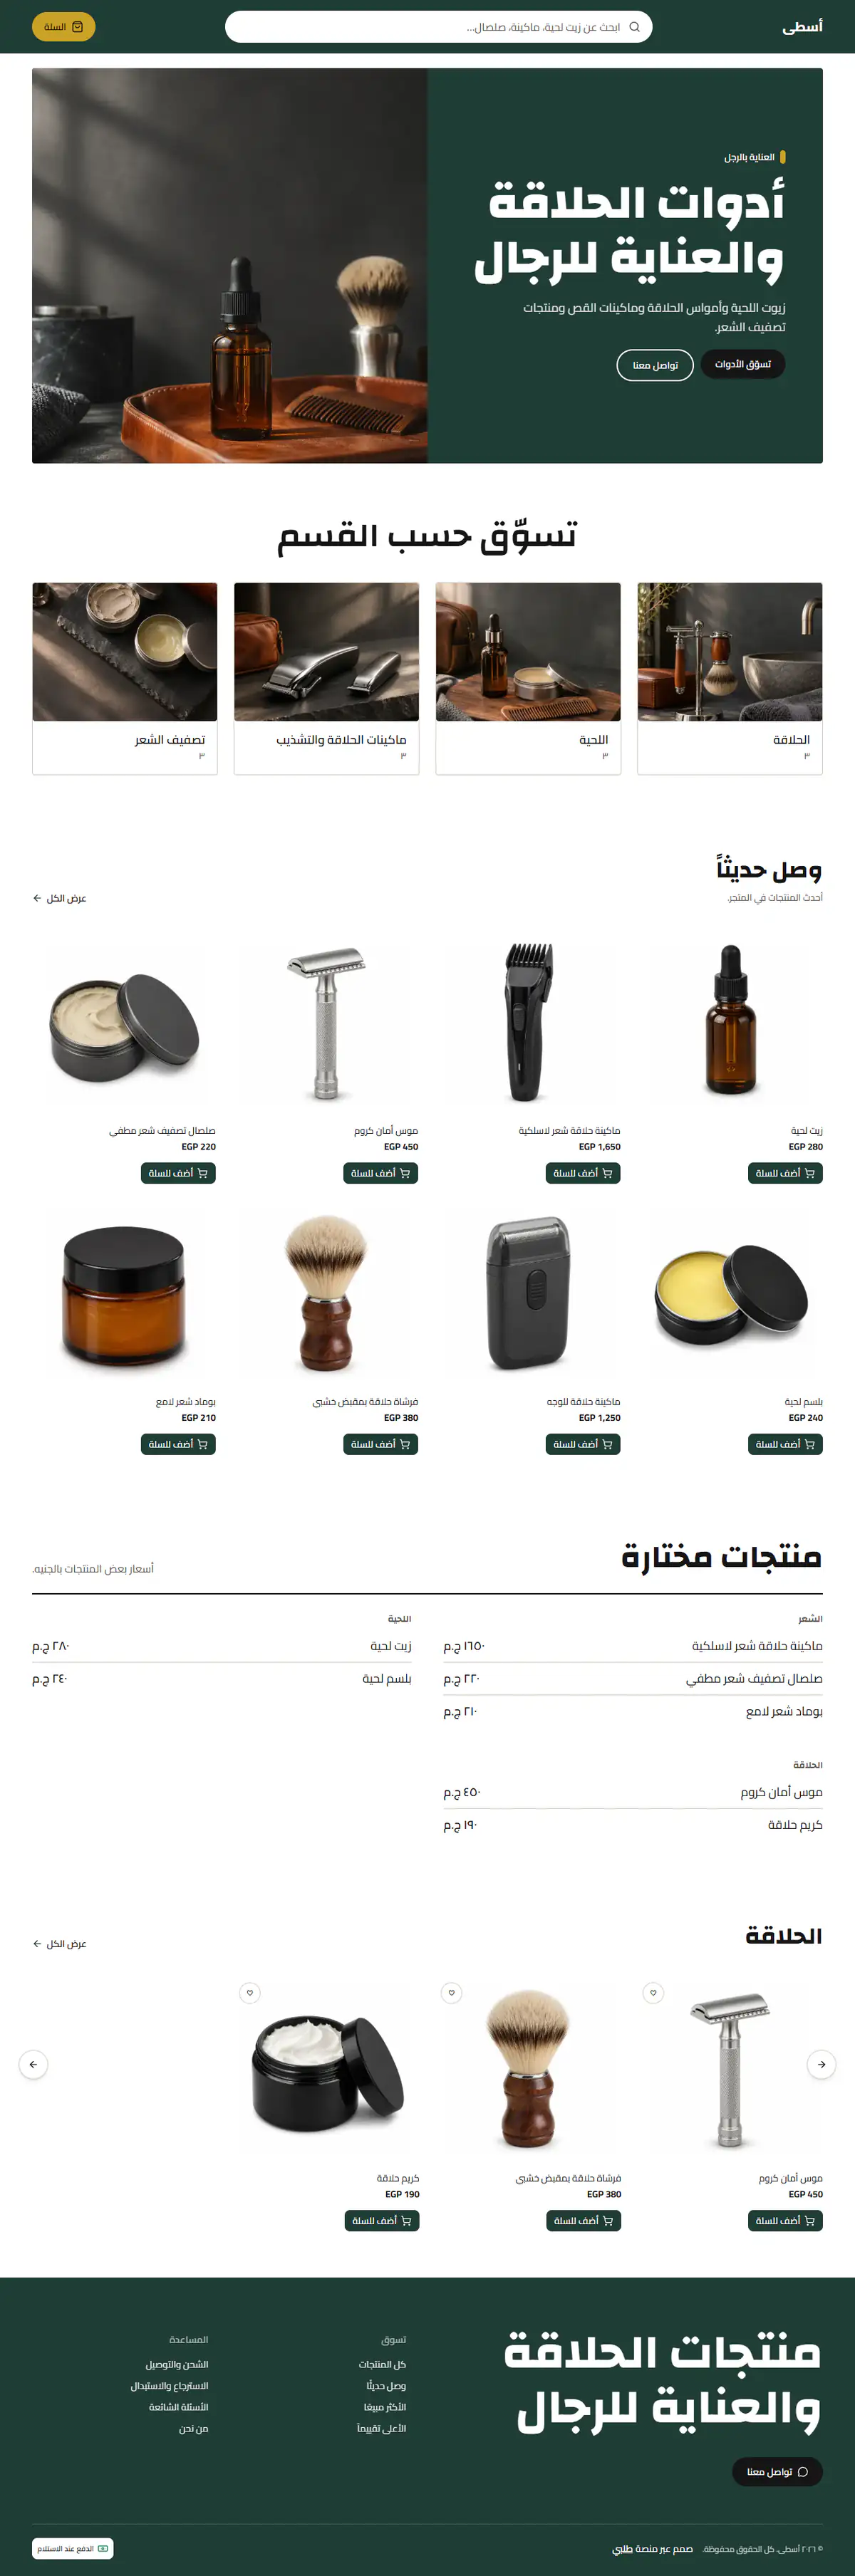 أسطى
ابحث عن زيت لحية، ماكينة، صلصال...
السلة
العناية بالرجل
أدوات الحلاقة
والعناية للرجال
زيوت اللحية وأمواس الحلاقة وماكينات القص ومنتجات
تصفيف الشعر.
تسوّق الأدوات
تواصل معنا
تسوّق حسب القسم
الحلاقة
٣
اللحية
٣
ماكينات الحلاقة والتشذيب
٣
تصفيف الشعر
٣
وصل حديثاً
أحدث المنتجات في المتجر.
عرض الكل
زيت لحية
EGP 280
أضف للسلة
ماكينة حلاقة شعر لاسلكية
EGP 1,650
أضف للسلة
موس أمان كروم
EGP 450
أضف للسلة
صلصال تصفيف شعر مطفي
EGP 220
أضف للسلة
بلسم لحية
EGP 240
أضف للسلة
ماكينة حلاقة للوجه
EGP 1,250
أضف للسلة
فرشاة حلاقة بمقبض خشبي
EGP 380
أضف للسلة
بوماد شعر لامع
EGP 210
أضف للسلة
منتجات مختارة
أسعار بعض المنتجات بالجنيه.
الشعر
ماكينة حلاقة شعر لاسلكية ١٦٥٠ ج.م
صلصال تصفيف شعر مطفي ٢٢٠ ج.م
بوماد شعر لامع ٢١٠ ج.م
اللحية
زيت لحية ٢٨٠ ج.م
بلسم لحية ٢٤٠ ج.م
الحلاقة
موس أمان كروم ٤٥٠ ج.م
كريم حلاقة ١٩٠ ج.م
الحلاقة
عرض الكل
موس أمان كروم
EGP 450
أضف للسلة
فرشاة حلاقة بمقبض خشبي
EGP 380
أضف للسلة
كريم حلاقة
EGP 190
أضف للسلة
منتجات الحلاقة
والعناية للرجال
تواصل معنا
تسوق
كل المنتجات
وصل حديثًا
الأكثر مبيعًا
الأعلى تقييماً
المساعدة
الشحن والتوصيل
الاسترجاع والاستبدال
الأسئلة الشائعة
من نحن
© ٢٠٢٦ أسطى. كل الحقوق محفوظة.
صمم عبر منصة طلبي
الدفع عند الاستلام